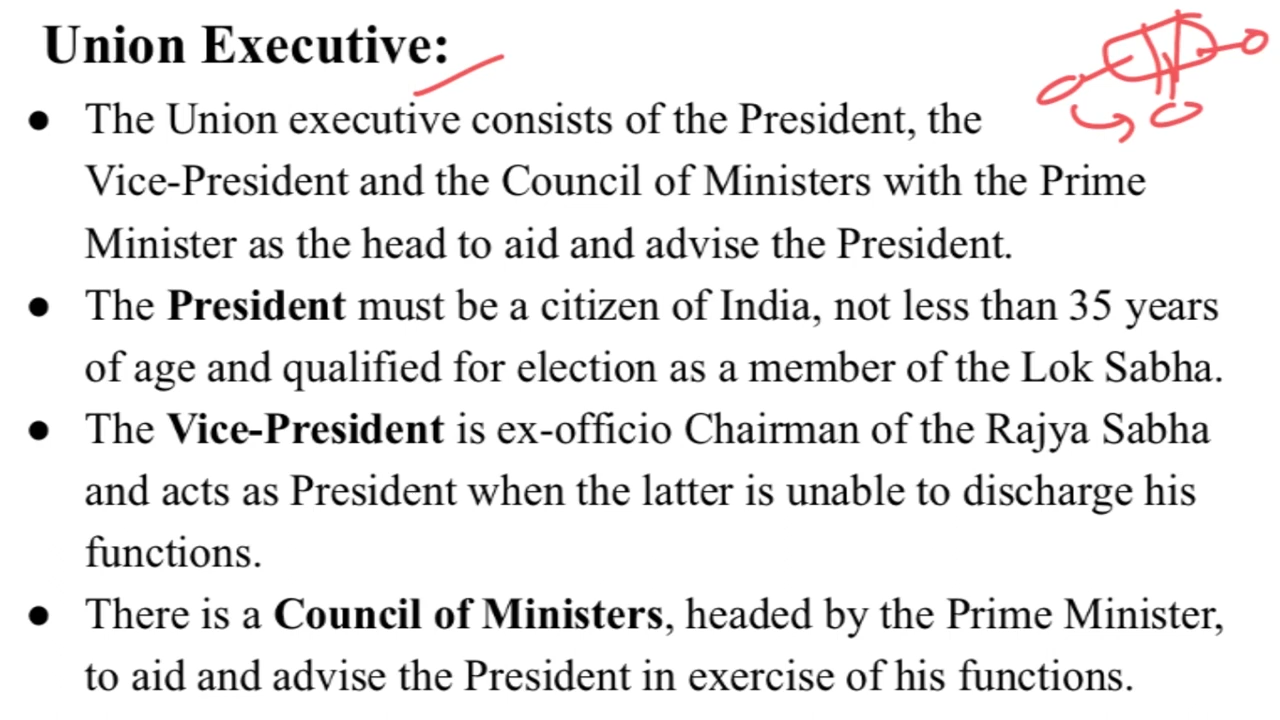 Union Executive:
● The Union executive consists of the President, the
Vice-President and the Council of Ministers with the Prime
Minister as the head to aid and advise the President.
● The President must be a citizen of India, not less than 35 years
of age and qualified for election as a member of the Lok Sabha.
● The Vice-President is ex-officio Chairman of the Rajya Sabha
and acts as President when the latter is unable to discharge his
functions.
● There is a Council of Ministers, headed by the Prime Minister,
to aid and advise the President in exercise of his functions.